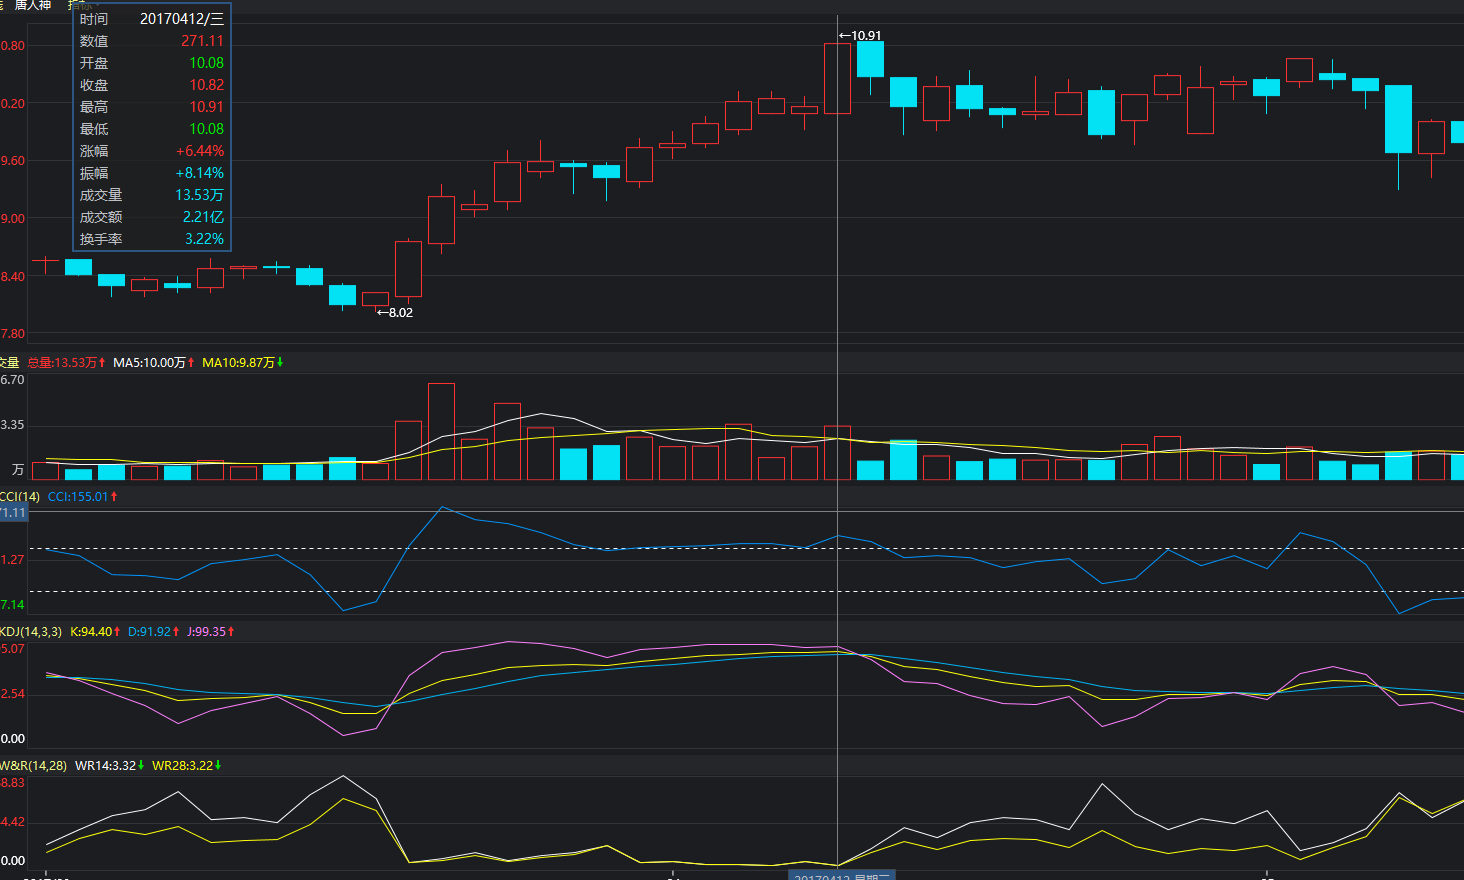 唐人神
时间 20170412/三
数值 271.11
开盘 10.08
收盘 10.82
最高 10.91
最低 10.08
涨幅 +6.44%
振幅 +8.14%
成交量 13.53万
成交额 2.21亿
换手率 3.22%
←10.91
0.80
0.20
9.60
9.00
8.40
7.80
←8.02
交量 总量:13.53万↑ MA5:10.00万↑ MA10:9.87万↓
6.70
3.35
万
CCI(14) CCI:155.01↑
71.11
1.27
7.14
KDJ(14,3,3) K:94.40↑ D:91.92↑ J:99.35↑
5.07
2.54
0.00
W&R(14,28) WR14:3.32↓ WR28:3.22↓
8.83
4.42
0.00
20170412 星期三